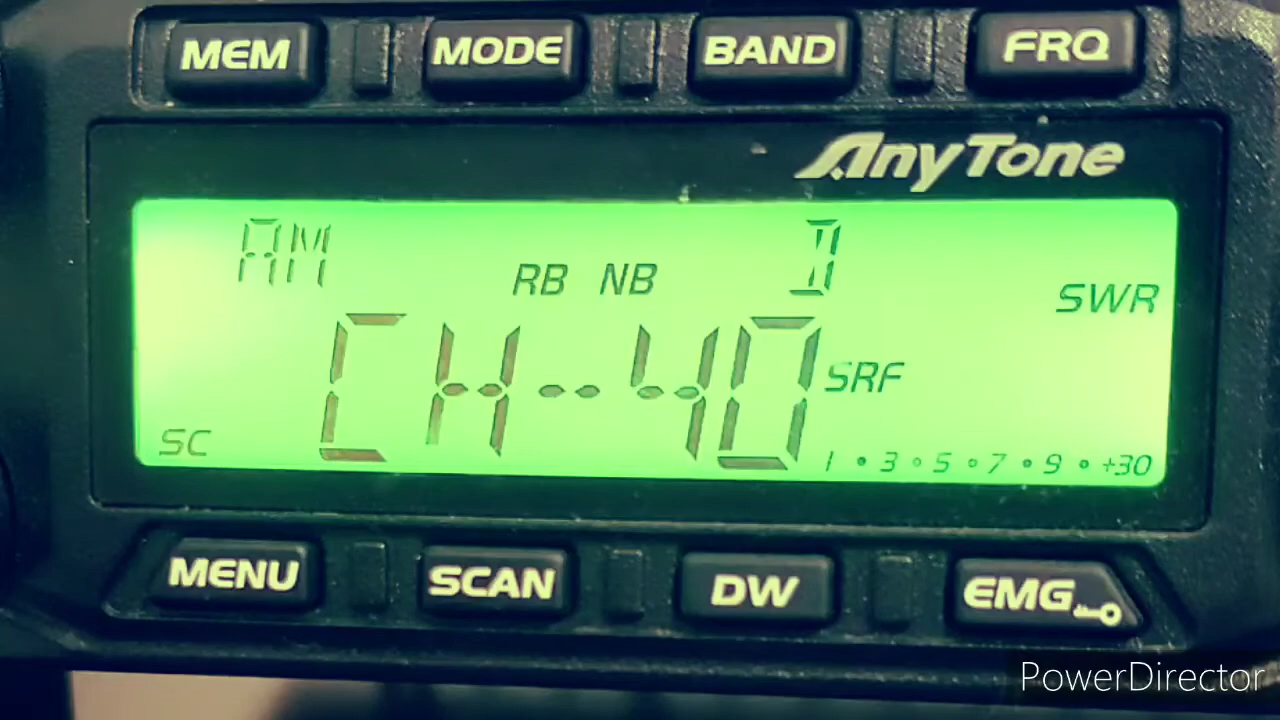 MEM MODE BAND FRQ
AnyTone
AM RB NB D SWR
CH--40 SRF
SC 1 • 3 • 5 • 7 • 9 • +30
MENU SCAN DW EMG
PowerDirector